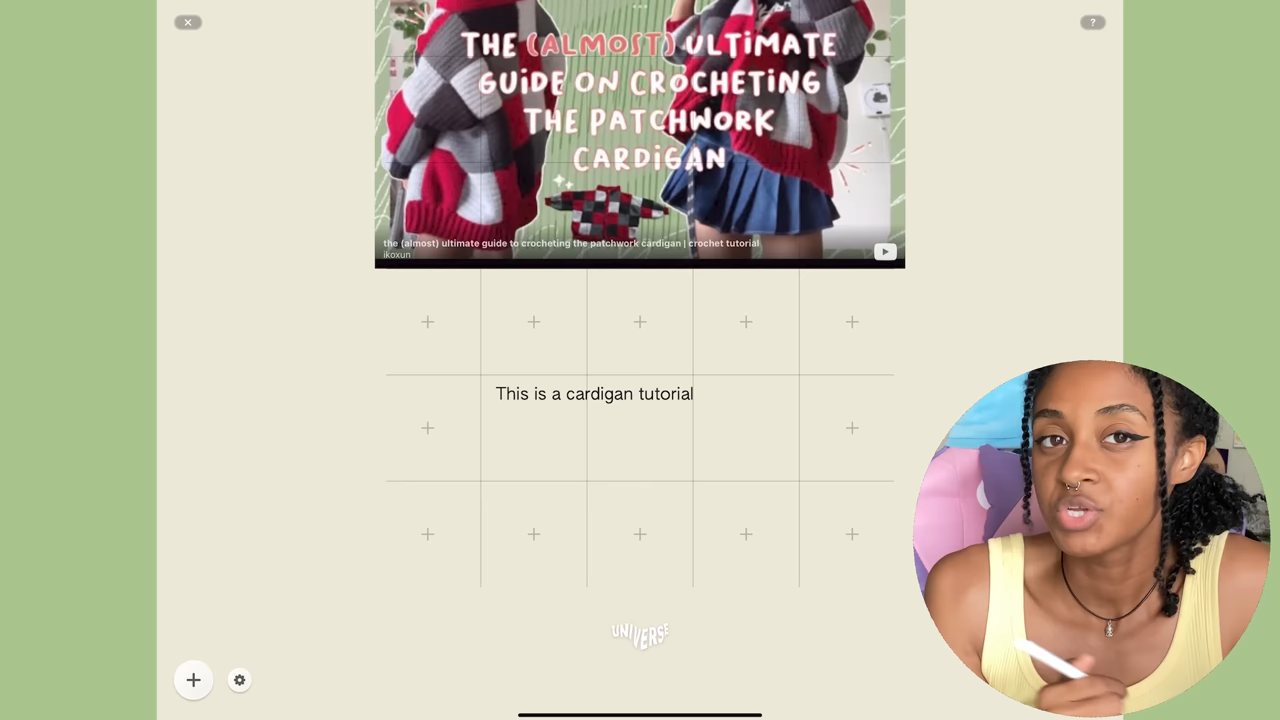 THE (ALMOST) ULTiMATE
GUiDE ON CROCHETiNG
THE PATCHWORK
CARDiGAN
the (almost) ultimate guide to crocheting the patchwork cardigan | crochet tutorial
ikoxun
This is a cardigan tutorial
UNIVERSE
?